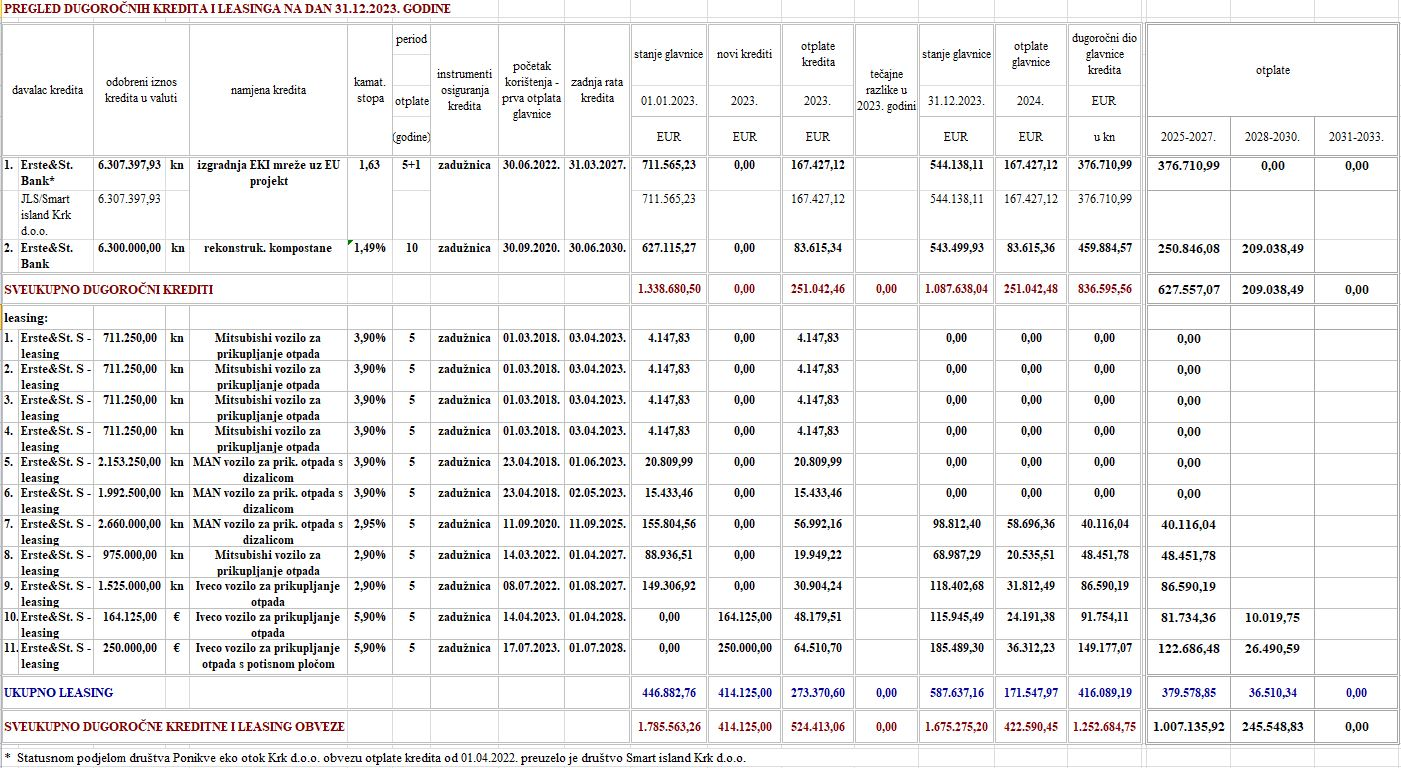 PREGLED DUGOROČNIH KREDITA I LEASINGA NA DAN 31.12.2023. GODINE
davalac kredita odobreni iznos kredita u valuti namjena kredita kamat. stopa period otplate (godine) instrumenti osiguranja kredita početak korištenja - prva otplata glavnice zadnja rata kredita stanje glavnice 01.01.2023. EUR novi krediti 2023. EUR otplate kredita 2023. EUR tečajne razlike u 2023. godini stanje glavnice 31.12.2023. EUR otplate glavnice 2024. EUR dugoročni dio glavnice kredita EUR u kn otplate 2025-2027. 2028-2030. 2031-2033.
1. Erste&St. Bank* 6.307.397,93 kn izgradnja EKI mreže uz EU projekt 1,63 5+1 zadužnica 30.06.2022. 31.03.2027. 711.565,23 0,00 167.427,12 544.138,11 167.427,12 376.710,99 376.710,99 0,00 0,00
JLS/Smart island Krk d.o.o. 6.307.397,93 711.565,23 167.427,12 544.138,11 167.427,12 376.710,99
2. Erste&St. Bank 6.300.000,00 kn rekonstruk. kompostane 1,49% 10 zadužnica 30.09.2020. 30.06.2030. 627.115,27 0,00 83.615,34 543.499,93 83.615,36 459.884,57 250.846,08 209.038,49
SVEUKUPNO DUGOROČNI KREDITI 1.338.680,50 0,00 251.042,46 0,00 1.087.638,04 251.042,48 836.595,56 627.557,07 209.038,49 0,00
leasing:
1. Erste&St. S - leasing 711.250,00 kn Mitsubishi vozilo za prikupljanje otpada 3,90% 5 zadužnica 01.03.2018. 03.04.2023. 4.147,83 0,00 4.147,83 0,00 0,00 0,00 0,00
2. Erste&St. S - leasing 711.250,00 kn Mitsubishi vozilo za prikupljanje otpada 3,90% 5 zadužnica 01.03.2018. 03.04.2023. 4.147,83 0,00 4.147,83 0,00 0,00 0,00 0,00
3. Erste&St. S - leasing 711.250,00 kn Mitsubishi vozilo za prikupljanje otpada 3,90% 5 zadužnica 01.03.2018. 03.04.2023. 4.147,83 0,00 4.147,83 0,00 0,00 0,00 0,00
4. Erste&St. S - leasing 711.250,00 kn Mitsubishi vozilo za prikupljanje otpada 3,90% 5 zadužnica 01.03.2018. 03.04.2023. 4.147,83 0,00 4.147,83 0,00 0,00 0,00 0,00
5. Erste&St. S - leasing 2.153.250,00 kn MAN vozilo za prik. otpada s dizalicom 3,90% 5 zadužnica 23.04.2018. 01.06.2023. 20.809,99 0,00 20.809,99 0,00 0,00 0,00 0,00
6. Erste&St. S - leasing 1.992.500,00 kn MAN vozilo za prik. otpada s dizalicom 3,90% 5 zadužnica 23.04.2018. 02.05.2023. 15.433,46 0,00 15.433,46 0,00 0,00 0,00 0,00
7. Erste&St. S - leasing 2.660.000,00 kn MAN vozilo za prik. otpada s dizalicom 2,95% 5 zadužnica 11.09.2020. 11.09.2025. 155.804,56 0,00 56.992,16 98.812,40 58.696,36 40.116,04 40.116,04
8. Erste&St. S - leasing 975.000,00 kn Mitsubishi vozilo za prikupljanje otpada 2,90% 5 zadužnica 14.03.2022. 01.04.2027. 88.936,51 0,00 19.949,22 68.987,29 20.535,51 48.451,78 48.451,78
9. Erste&St. S - leasing 1.525.000,00 kn Iveco vozilo za prikupljanje otpada 2,90% 5 zadužnica 08.07.2022. 01.08.2027. 149.306,92 0,00 30.904,24 118.402,68 31.812,49 86.590,19 86.590,19
10. Erste&St. S - leasing 164.125,00 € Iveco vozilo za prikupljanje otpada 5,90% 5 zadužnica 14.04.2023. 01.04.2028. 0,00 164.125,00 48.179,51 115.945,49 24.191,38 91.754,11 81.734,36 10.019,75
11. Erste&St. S - leasing 250.000,00 € Iveco vozilo za prikupljanje otpada s potisnom pločom 5,90% 5 zadužnica 17.07.2023. 01.07.2028. 0,00 250.000,00 64.510,70 185.489,30 36.312,23 149.177,07 122.686,48 26.490,59
UKUPNO LEASING 446.882,76 414.125,00 273.370,60 0,00 587.637,16 171.547,97 416.089,19 379.578,85 36.510,34 0,00
SVEUKUPNO DUGOROČNE KREDITNE I LEASING OBVEZE 1.785.563,26 414.125,00 524.413,06 0,00 1.675.275,20 422.590,45 1.252.684,75 1.007.135,92 245.548,83 0,00
* Statusnom podjelom društva Ponikve eko otok Krk d.o.o. obvezu otplate kredita od 01.04.2022. preuzelo je društvo Smart island Krk d.o.o.